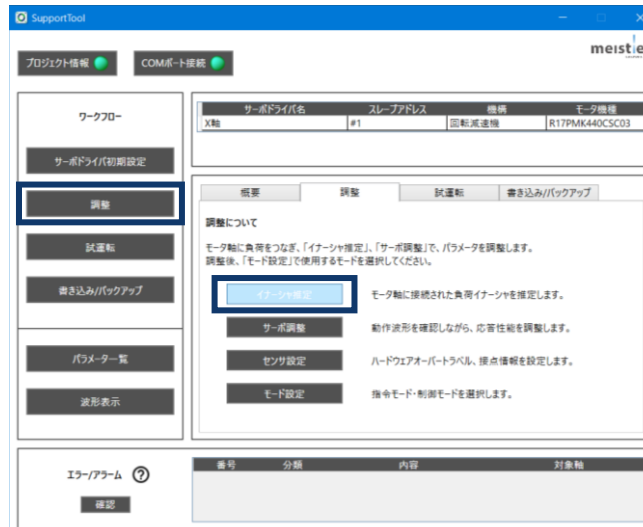 SupportTool
プロジェクト情報
COMポート接続
meistie
ワークフロー
サーボドライバ初期設定
調整
試運転
書き込み/バックアップ
パラメーター覧
波形表示
サーボドライバ名 スレーブアドレス 機構 モータ機種
X軸 #1 回転減速機 R17PMK440CSC03
概要 調整 試運転 書き込み/バックアップ
調整について
モータ軸に負荷をつなぎ、「イナーシャ推定」、「サーボ調整」で、パラメータを調整します。
調整後、「モード設定」で使用するモードを選択してください。
イナーシャ推定 モータ軸に接続された負荷イナーシャを推定します。
サーボ調整 動作波形を確認しながら、応答性能を調整します。
センサ設定 ハードウェアオーバートラベル、接点情報を設定します。
モード設定 指令モード・制御モードを選択します。
エラー/アラーム ?
確認
番号 分類 内容 対象軸